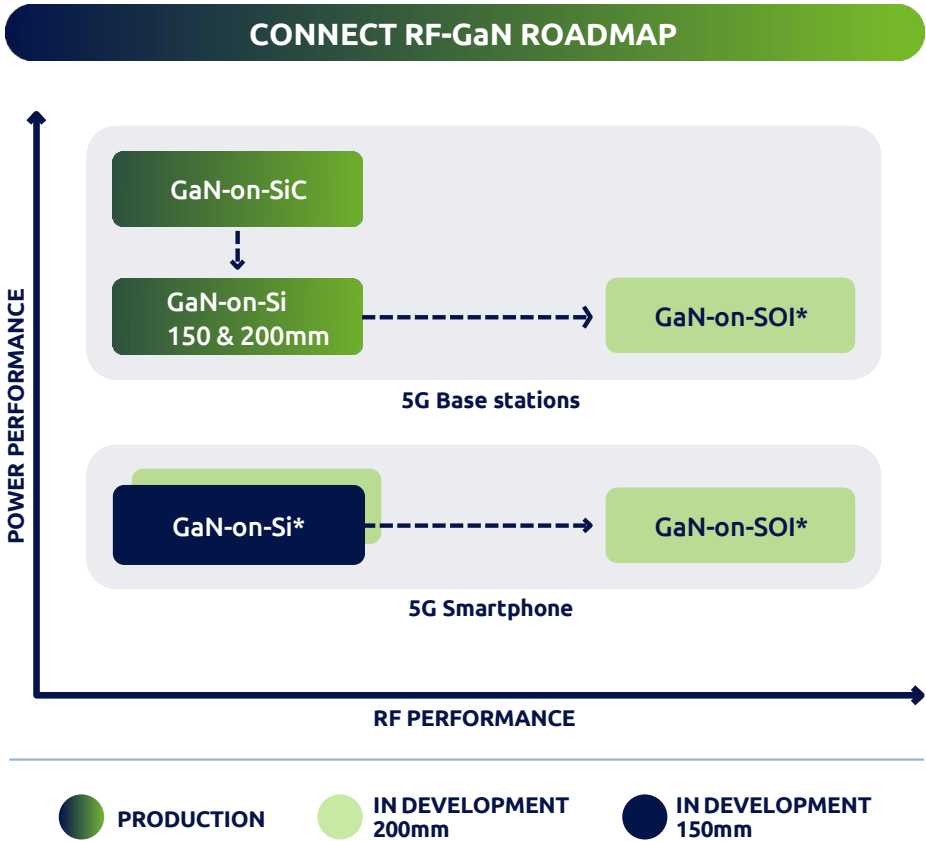 CONNECT RF-GaN ROADMAP
POWER PERFORMANCE
GaN-on-SiC
GaN-on-Si
150 & 200mm
GaN-on-SOI*
5G Base stations
GaN-on-Si*
GaN-on-SOI*
5G Smartphone
RF PERFORMANCE
PRODUCTION
IN DEVELOPMENT
200mm
IN DEVELOPMENT
150mm